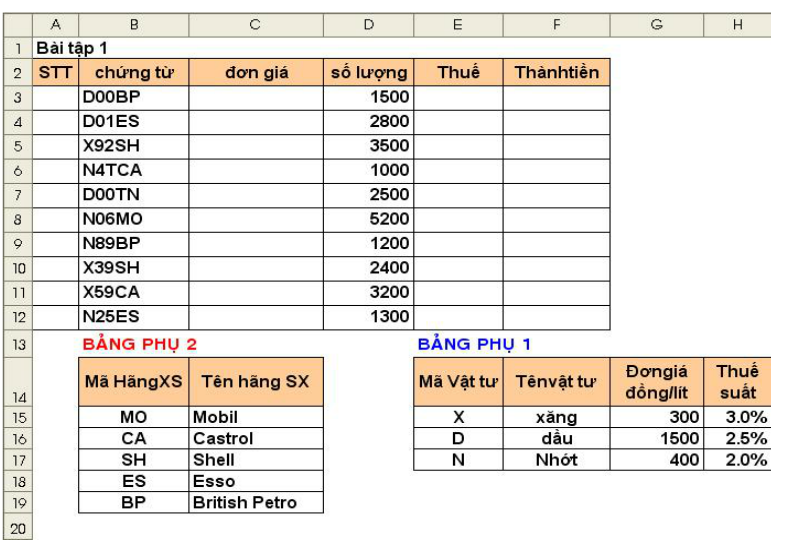 A B C D E F G H
1 Bài tập 1
2 STT chứng từ đơn giá số lượng Thuế Thànhtiền
3 D00BP 1500
4 D01ES 2800
5 X92SH 3500
6 N4TCA 1000
7 D00TN 2500
8 N06MO 5200
9 N89BP 1200
10 X39SH 2400
11 X59CA 3200
12 N25ES 1300
13 BẢNG PHỤ 2 BẢNG PHỤ 1
14 Mã HãngXS Tên hãng SX Mã Vật tư Tênvật tư Đơngiá đồng/lít Thuế suất
15 MO Mobil X xăng 300 3.0%
16 CA Castrol D dầu 1500 2.5%
17 SH Shell N Nhớt 400 2.0%
18 ES Esso
19 BP British Petro
20